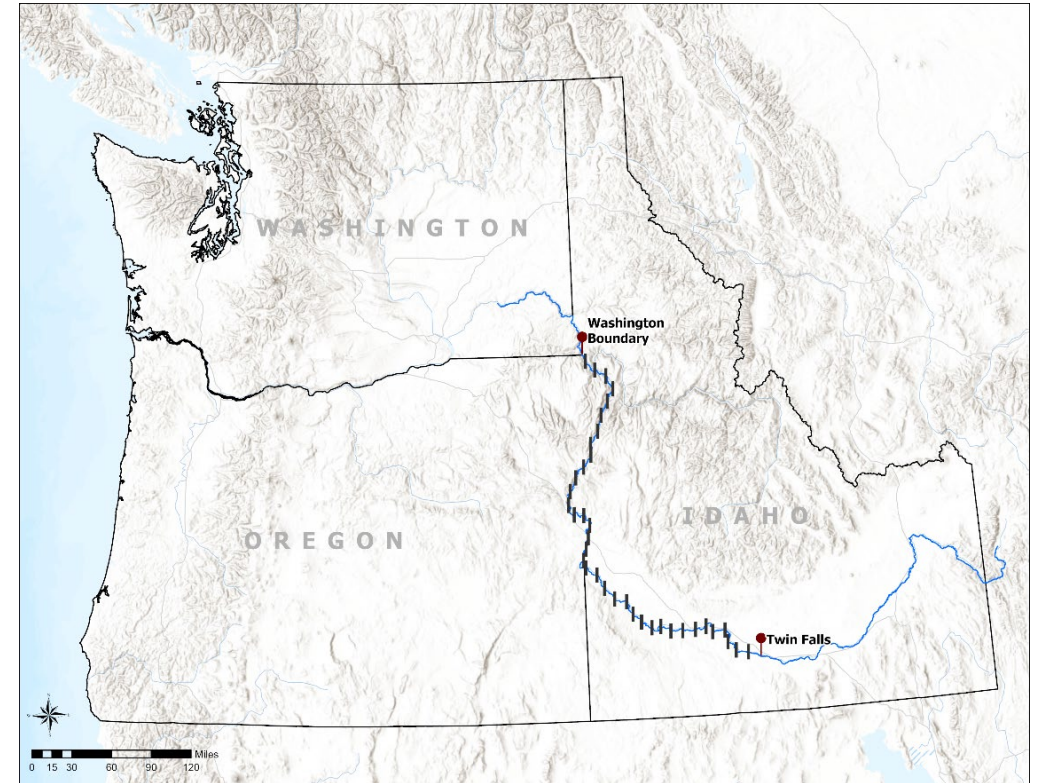 WASHINGTON
Washington
Boundary
IDAHO
OREGON
Twin Falls
Miles
0 15 30 60 90 120